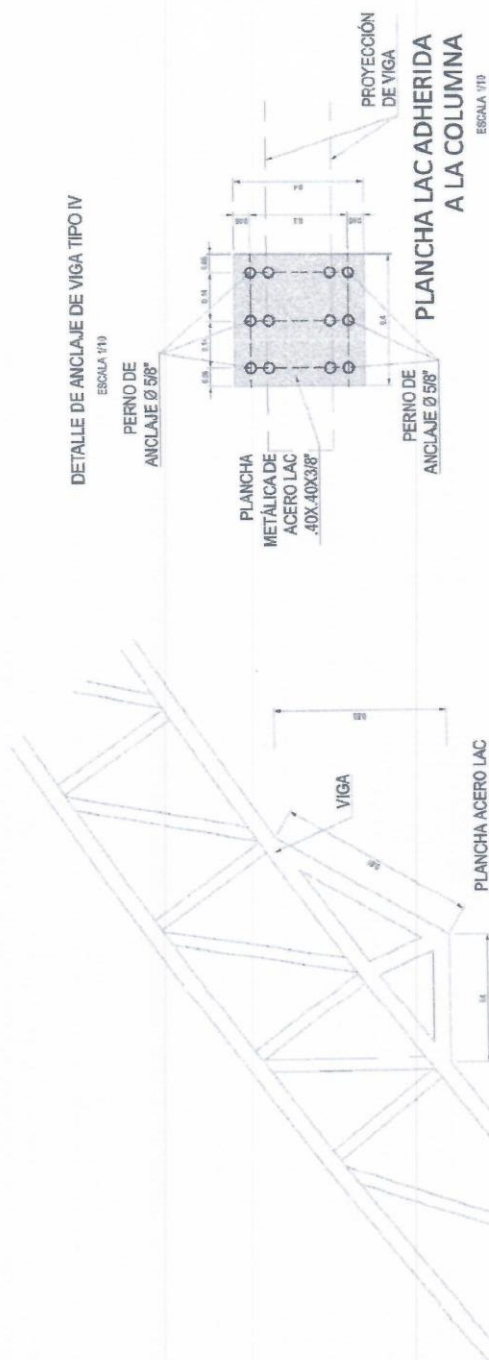 DETALLE DE ANCLAJE DE VIGA TIPO IV
ESCALA 1/10
PERNO DE
ANCLAJE Ø 5/8"
PLANCHA
METÁLICA DE
ACERO LAC
.40X.40X3/8"
PERNO DE
ANCLAJE Ø 5/8"
PROYECCIÓN
DE VIGA
PLANCHA LAC ADHERIDA
A LA COLUMNA
ESCALA 1/10
0.4
VIGA
PLANCHA ACERO LAC